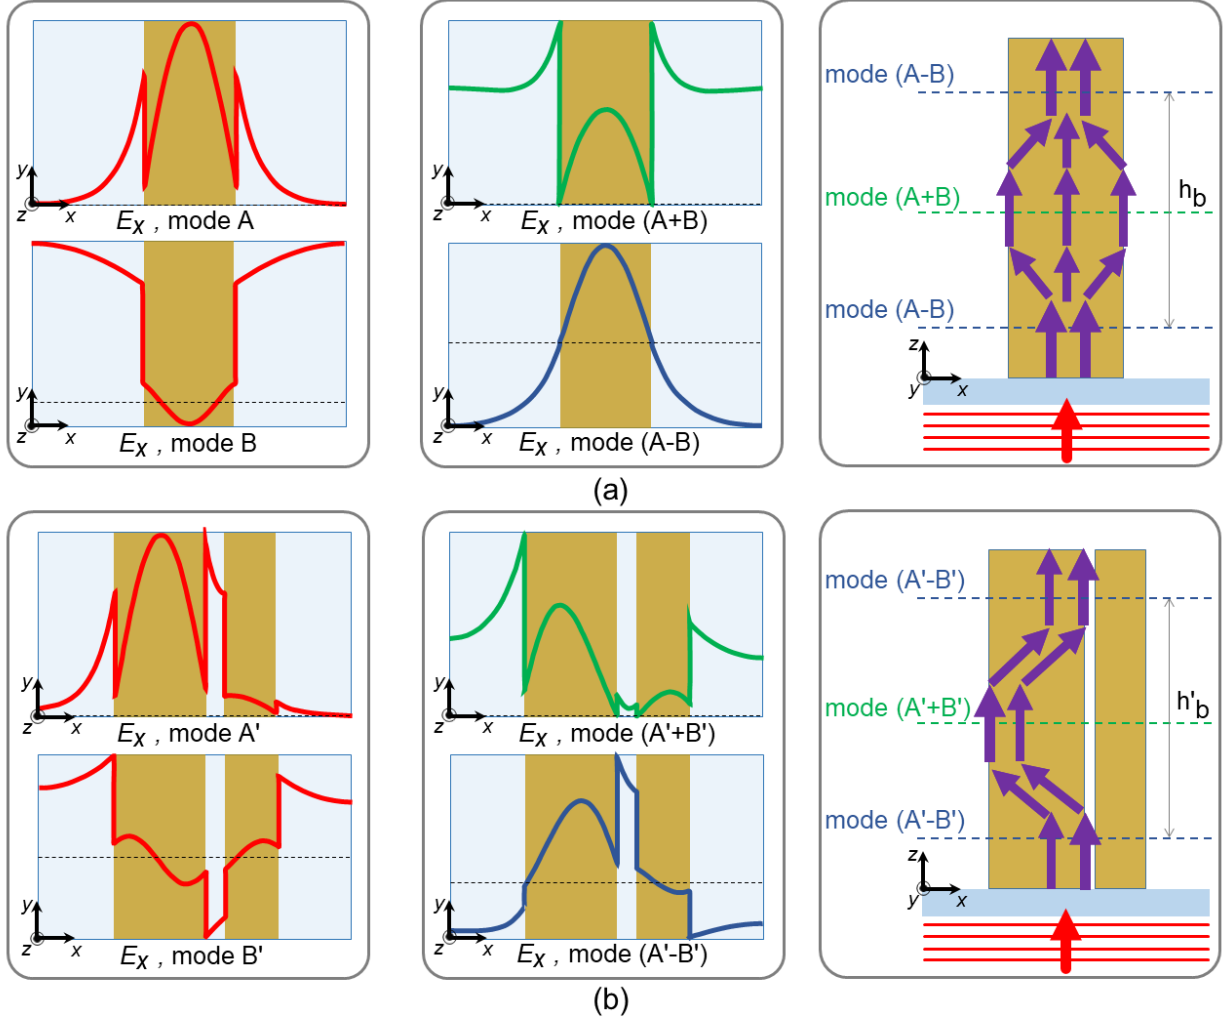 y
z
x
Ex , mode A
y
z
x
Ex , mode B
y
z
x
Ex , mode (A+B)
y
z
x
Ex , mode (A-B)
mode (A-B)
mode (A+B)
hb
mode (A-B)
z
y
x
(a)
y
z
x
Ex , mode A'
y
z
x
Ex , mode B'
y
z
x
Ex , mode (A'+B')
y
z
x
Ex , mode (A'-B')
mode (A'-B')
mode (A'+B')
h'b
mode (A'-B')
z
y
x
(b)